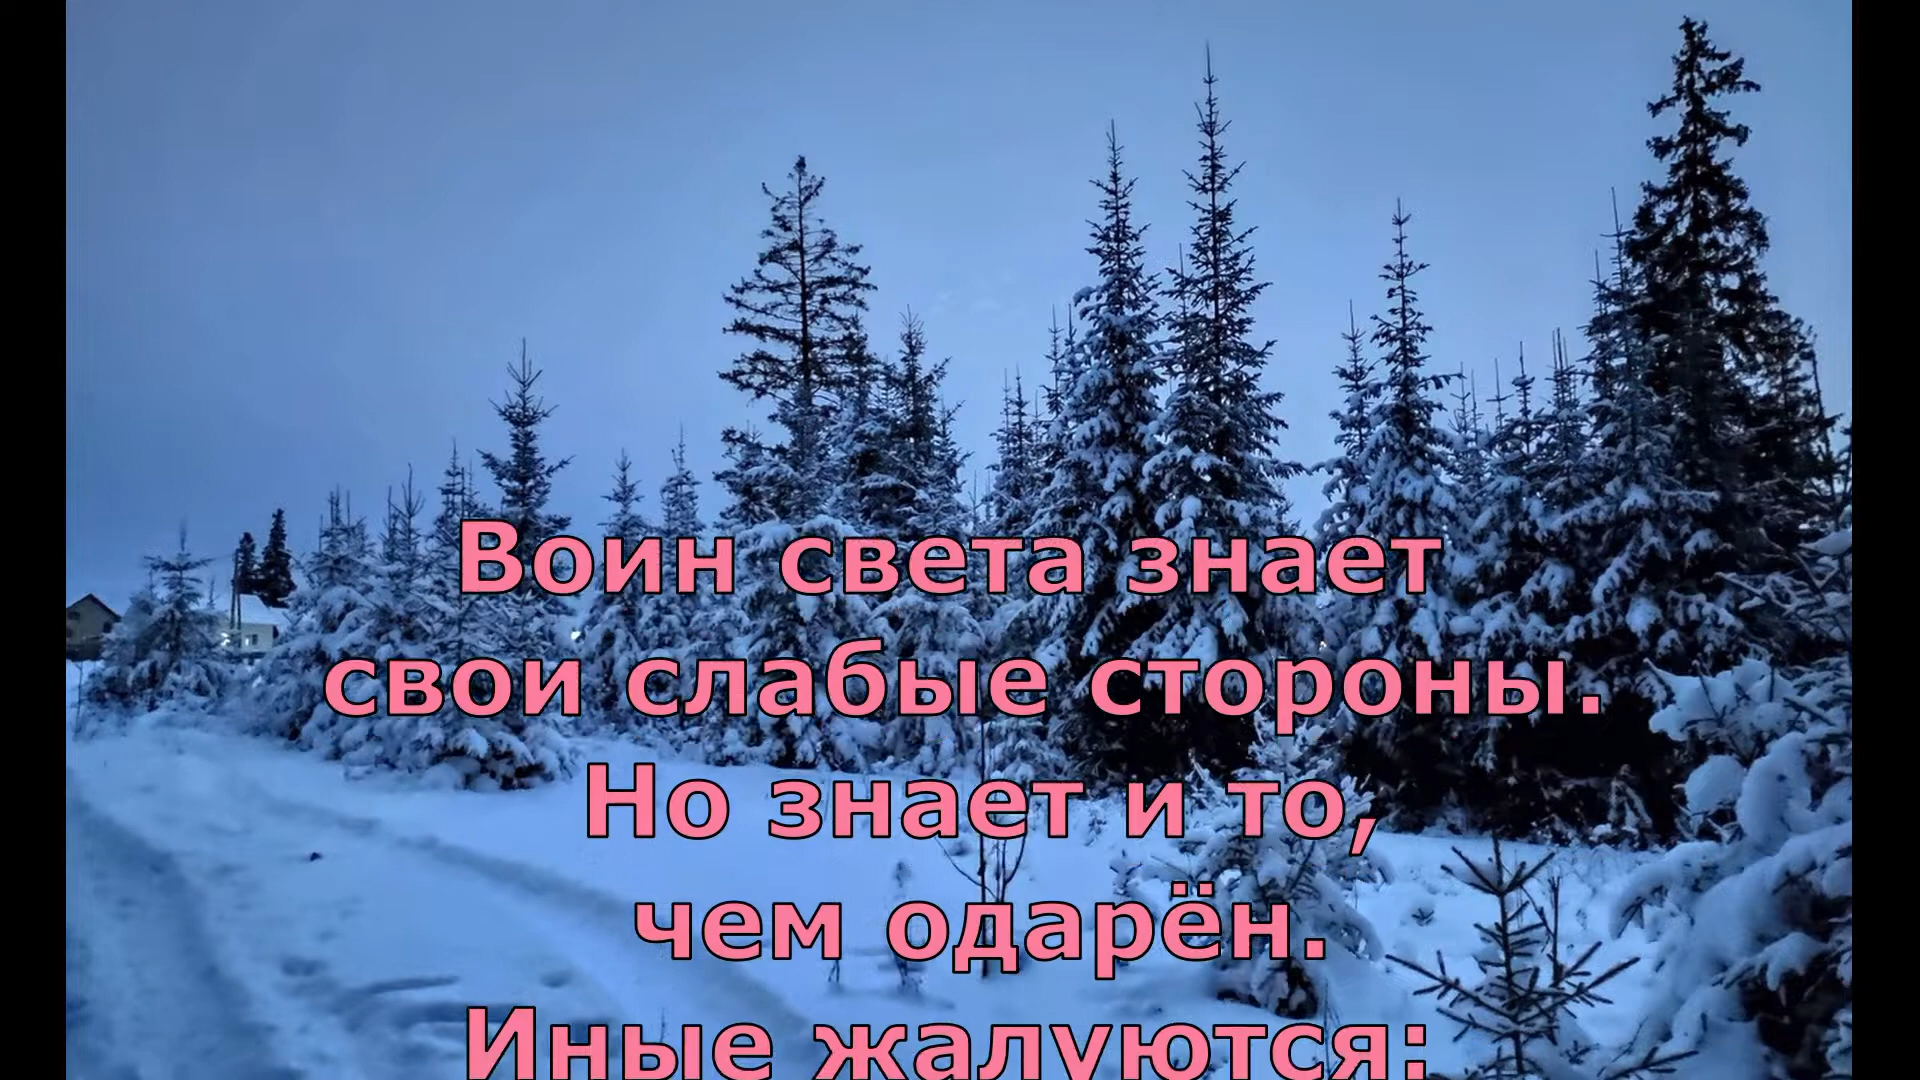 Воин света знает
свои слабые стороны.
Но знает и то,
чем одарён.
Иные жалуются: